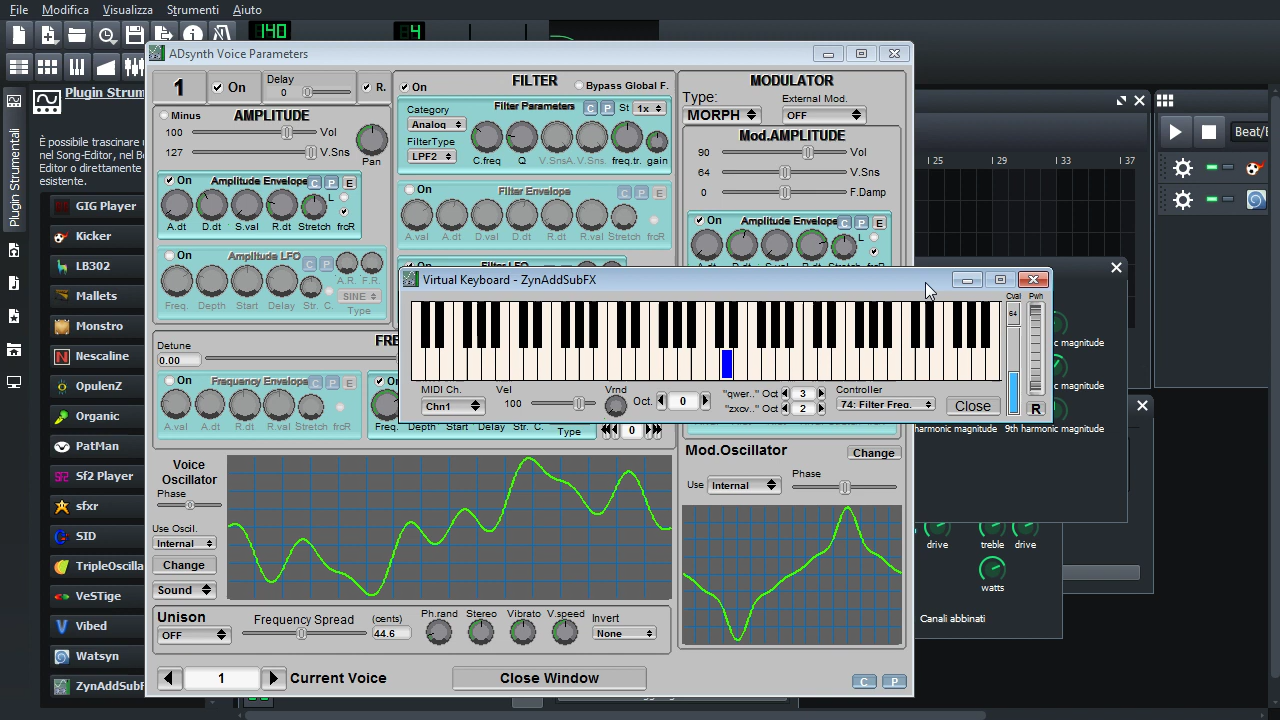 File Modifica Visualizza Strumenti Aiuto
140
4
ADsynth Voice Parameters
Plugin Strum
È possibile trascinare
nel Song-Editor, nel Be
Editor o direttamente
esistente.
Plugin Strumentali
GIG Player
Kicker
LB302
Mallets
Monstro
Nescaline
OpulenZ
Organic
PatMan
Sf2 Player
sfxr
SID
TripleOscilla
VeSTige
Vibed
Watsyn
ZynAddSubF
1
On
Delay
0
R.
Minus
AMPLITUDE
100 Vol
127 V.Sns
Pan
On Amplitude Envelope C P E
L
A.dt D.dt S.val R.dt Stretch frcR
On Amplitude LFO C P
A.R. F.R.
SINE
Freq. Depth Start Delay Str. C. Type
FILTER
On
Bypass Global F.
Category
Filter Parameters C P St 1x
Analog
FilterType
LPF2
C.freq Q V.SnsA. V.Sns. freq.tr. gain
On Filter Envelope C P E
A.val A.dt D.val D.dt R.dt R.val Stretch frcR
MODULATOR
Type:
External Mod.
MORPH OFF
Mod.AMPLITUDE
90 Vol
64 V.Sns
0 F.Damp
On Amplitude Envelope C P E
L
FRE
Detune
0.00
On Frequency Envelope C P E
A.val A.dt R.dt R.val Stretch frcR
On
Freq. Depth Start Delay Str. C. Type
0
Virtual Keyboard - ZynAddSubFX
Cval Pwh
64
MIDI Ch. Vel Vrnd
Chn1 100
Oct. 0
"qwer.." Oct 3
"zxcv.." Oct 2
Controller
74: Filter Freq.
Close
R
Voice
Oscillator
Phase
Use Oscil.
Internal
Change
Sound
Mod.Oscillator Change
Use Internal
Phase
Unison
OFF
Frequency Spread (cents)
44.6
Ph.rand Stereo Vibrato V.speed
Invert
None
1 Current Voice
Close Window
C P
25 29 33 37
Beat/B
c magnitude
c magnitude
harmonic magnitude 9th harmonic magnitude
drive treble drive
watts
Canali abbinati